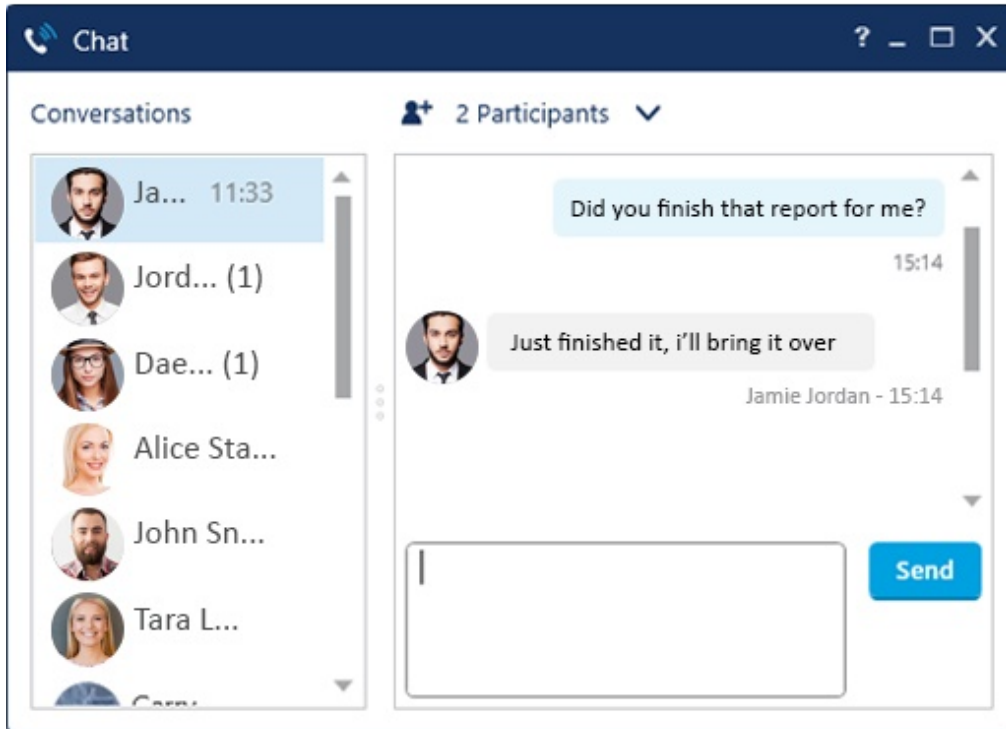 Chat
Conversations
2 Participants
Ja... 11:33
Jord... (1)
Dae... (1)
Alice Sta...
John Sn...
Tara L...
Did you finish that report for me?
15:14
Just finished it, i'll bring it over
Jamie Jordan - 15:14
Send